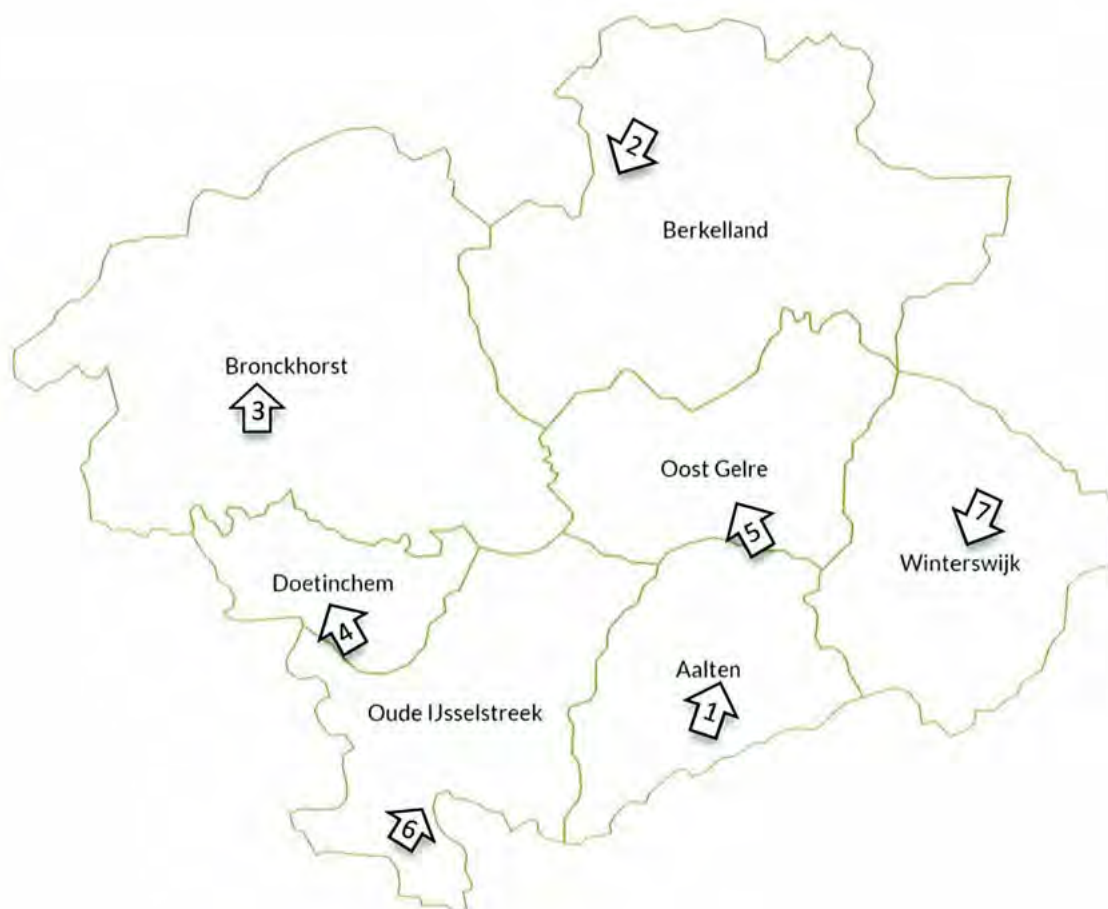 2
Berkelland
Bronckhorst
3
Oost Gelre
7
5
Winterswijk
Doetinchem
4
Aalten
1
Oude IJsselstreek
6